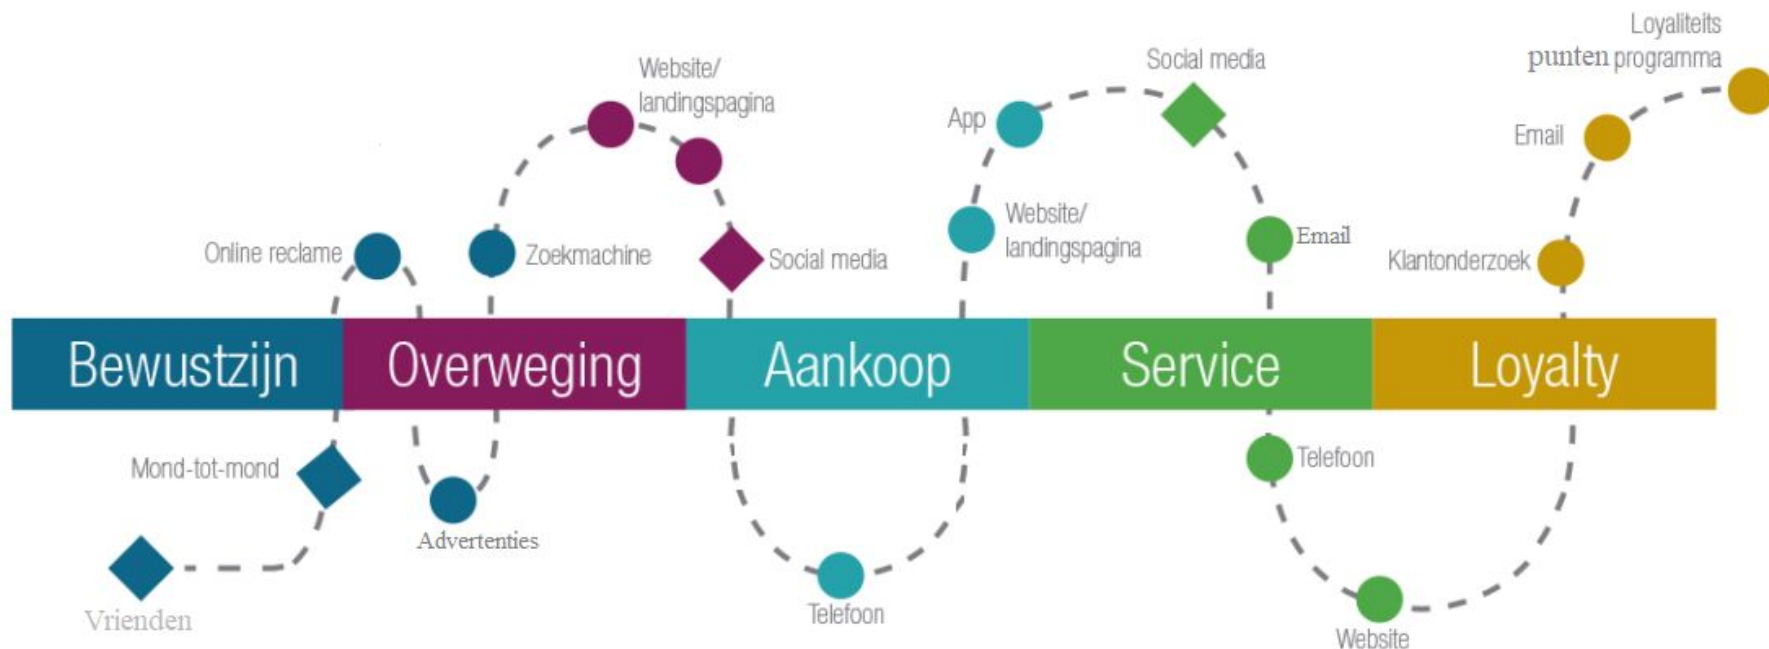 Loyaliteits
punten programma
Website/
landingspagina
Social media
App
Email
Online reclame
Zoekmachine
Social media
Website/
landingspagina
Email
Klantonderzoek
Bewustzijn
Overweging
Aankoop
Service
Loyalty
Mond-tot-mond
Telefoon
Advertenties
Vrienden
Telefoon
Website